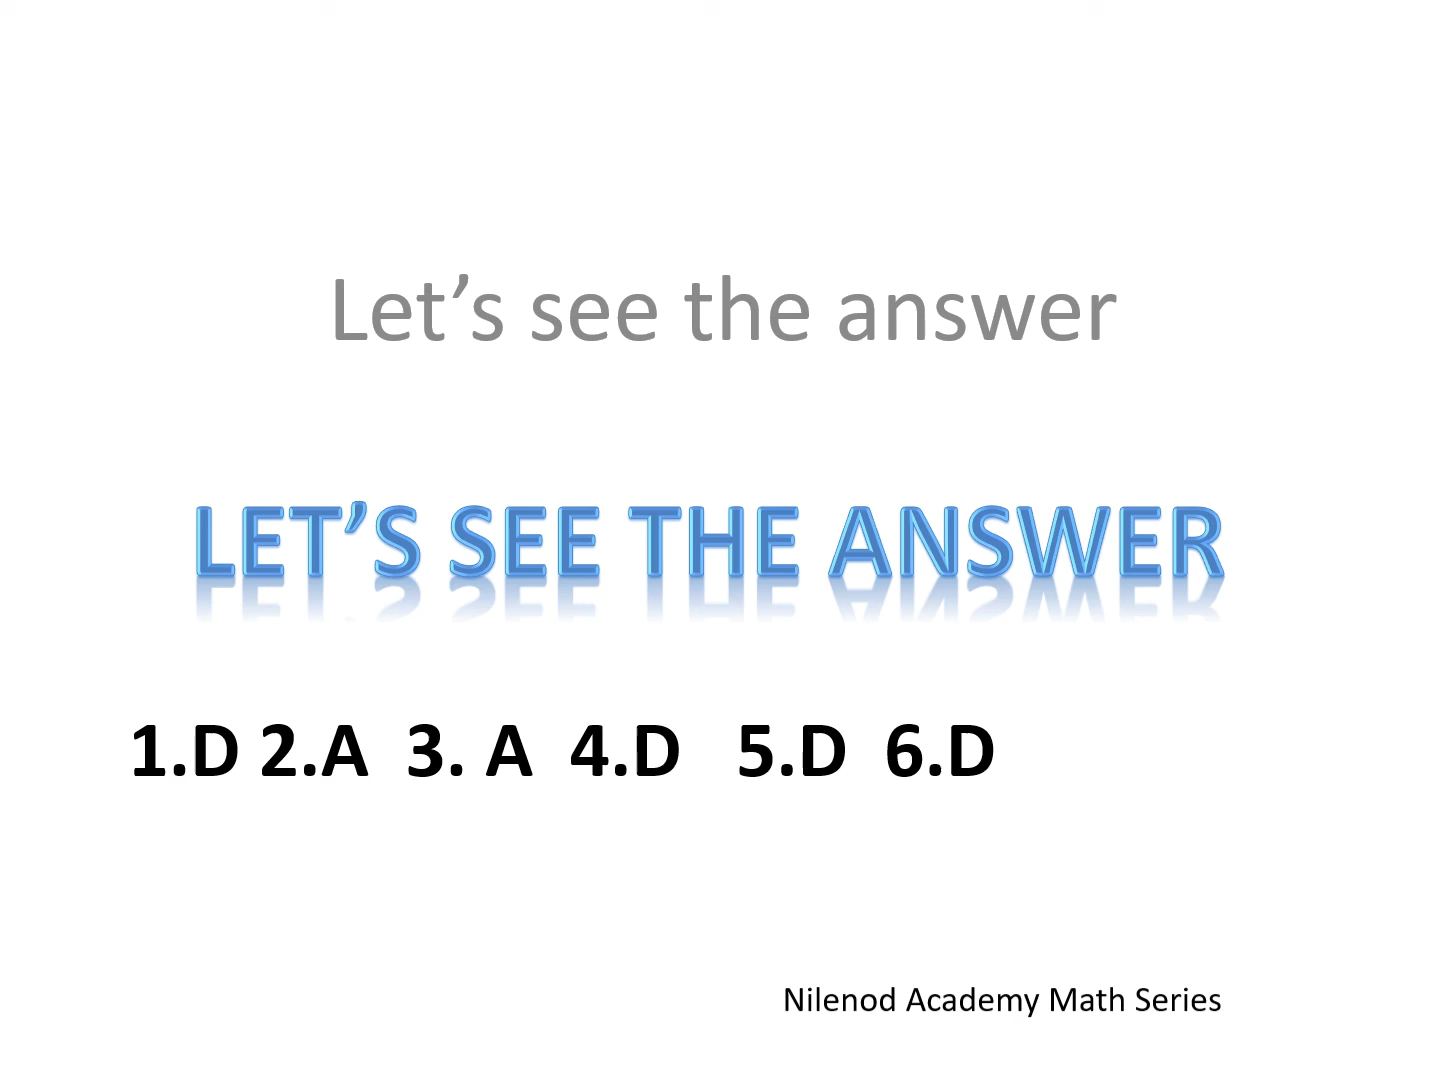 Let’s see the answer
LET’S SEE THE ANSWER
1.D 2.A  3. A  4.D   5.D  6.D
Nilenod Academy Math Series